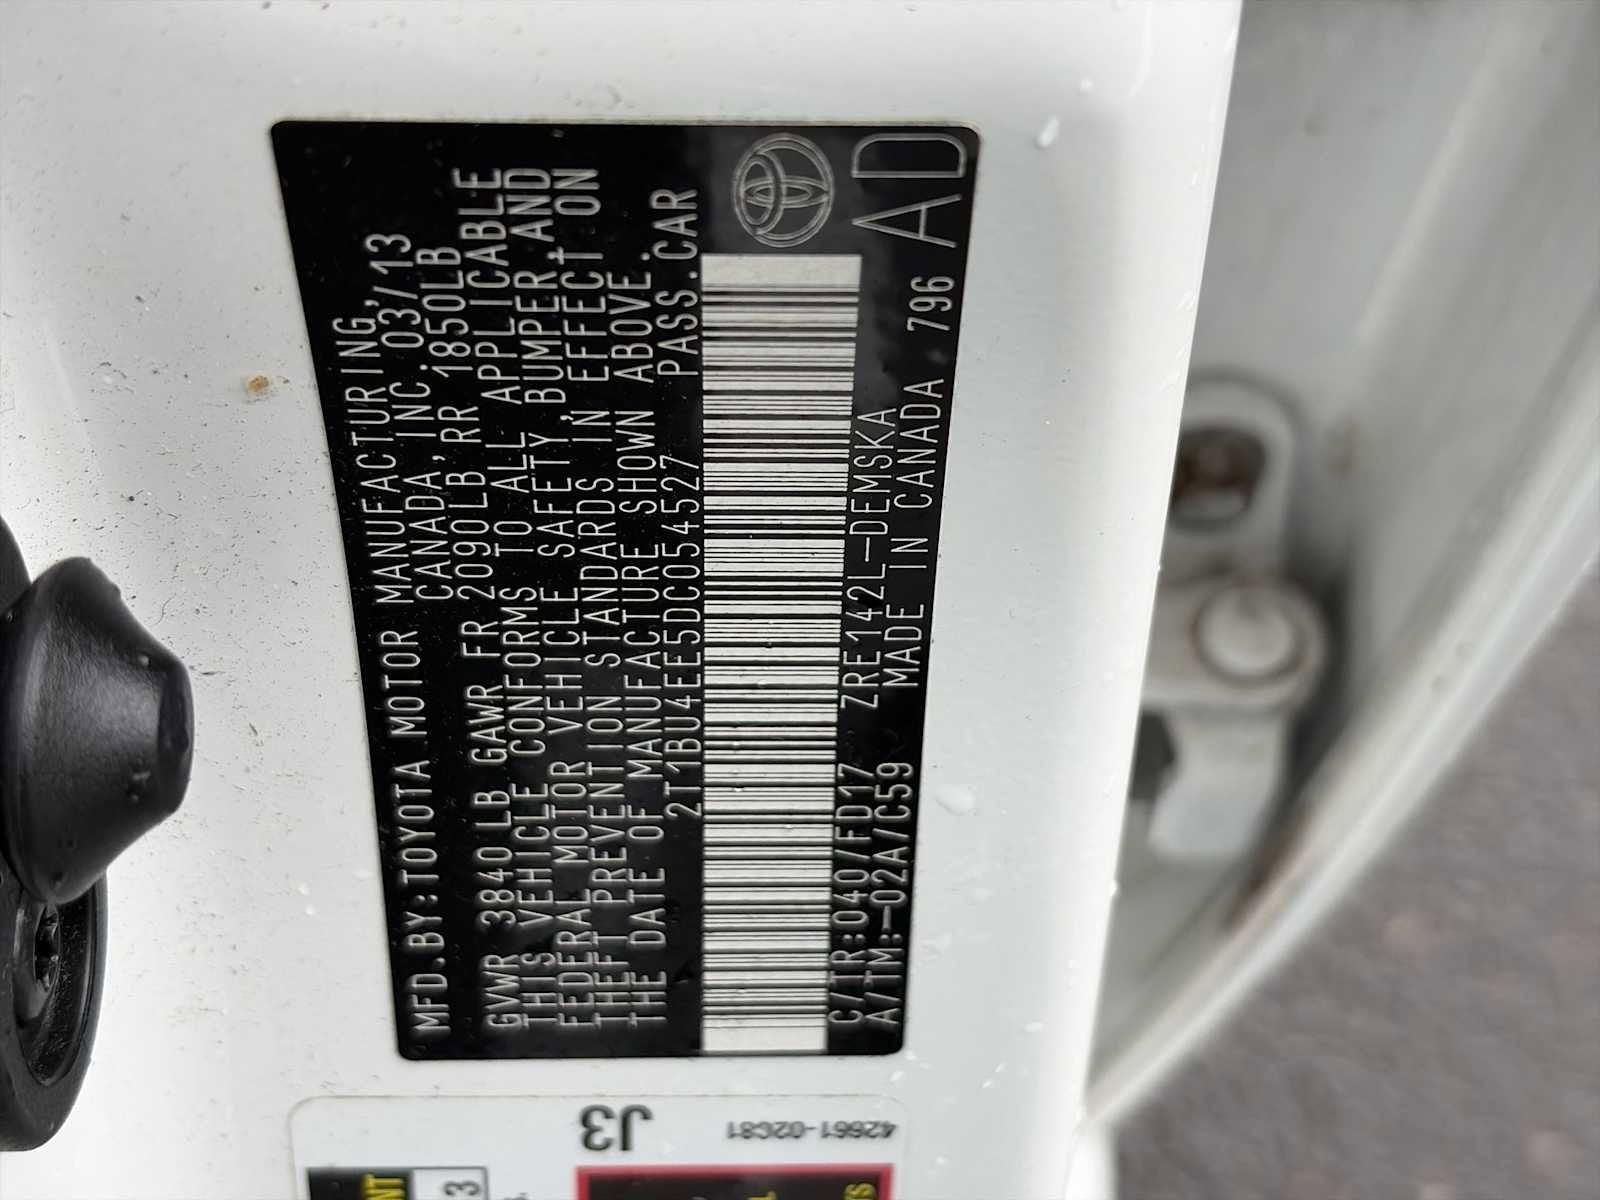 MFD.BY:TOYOTA MOTOR MANUFACTURING,
CANADA,INC. 03'/13
GVWR 3840 LB GAWR FR 2090LB,RR 1850LB
THIS VEHICLE CONFORMS TO ALL APPLICABLE
FEDERAL MOTOR VEHICLE SAFETY,BUMPER,AND
THEFT PREVENTION STANDARDS IN EFFECT ON
THE DATE OF MANUFACTURE SHOWN ABOVE.
2T1BU4EE5DC054527 PASS.CAR
C/TR:040/FD17 ZRE142L-DEMSKA
A/TM:-02A/C59 MADE IN CANADA 796
AD
J3
42661-02C81
NT
3